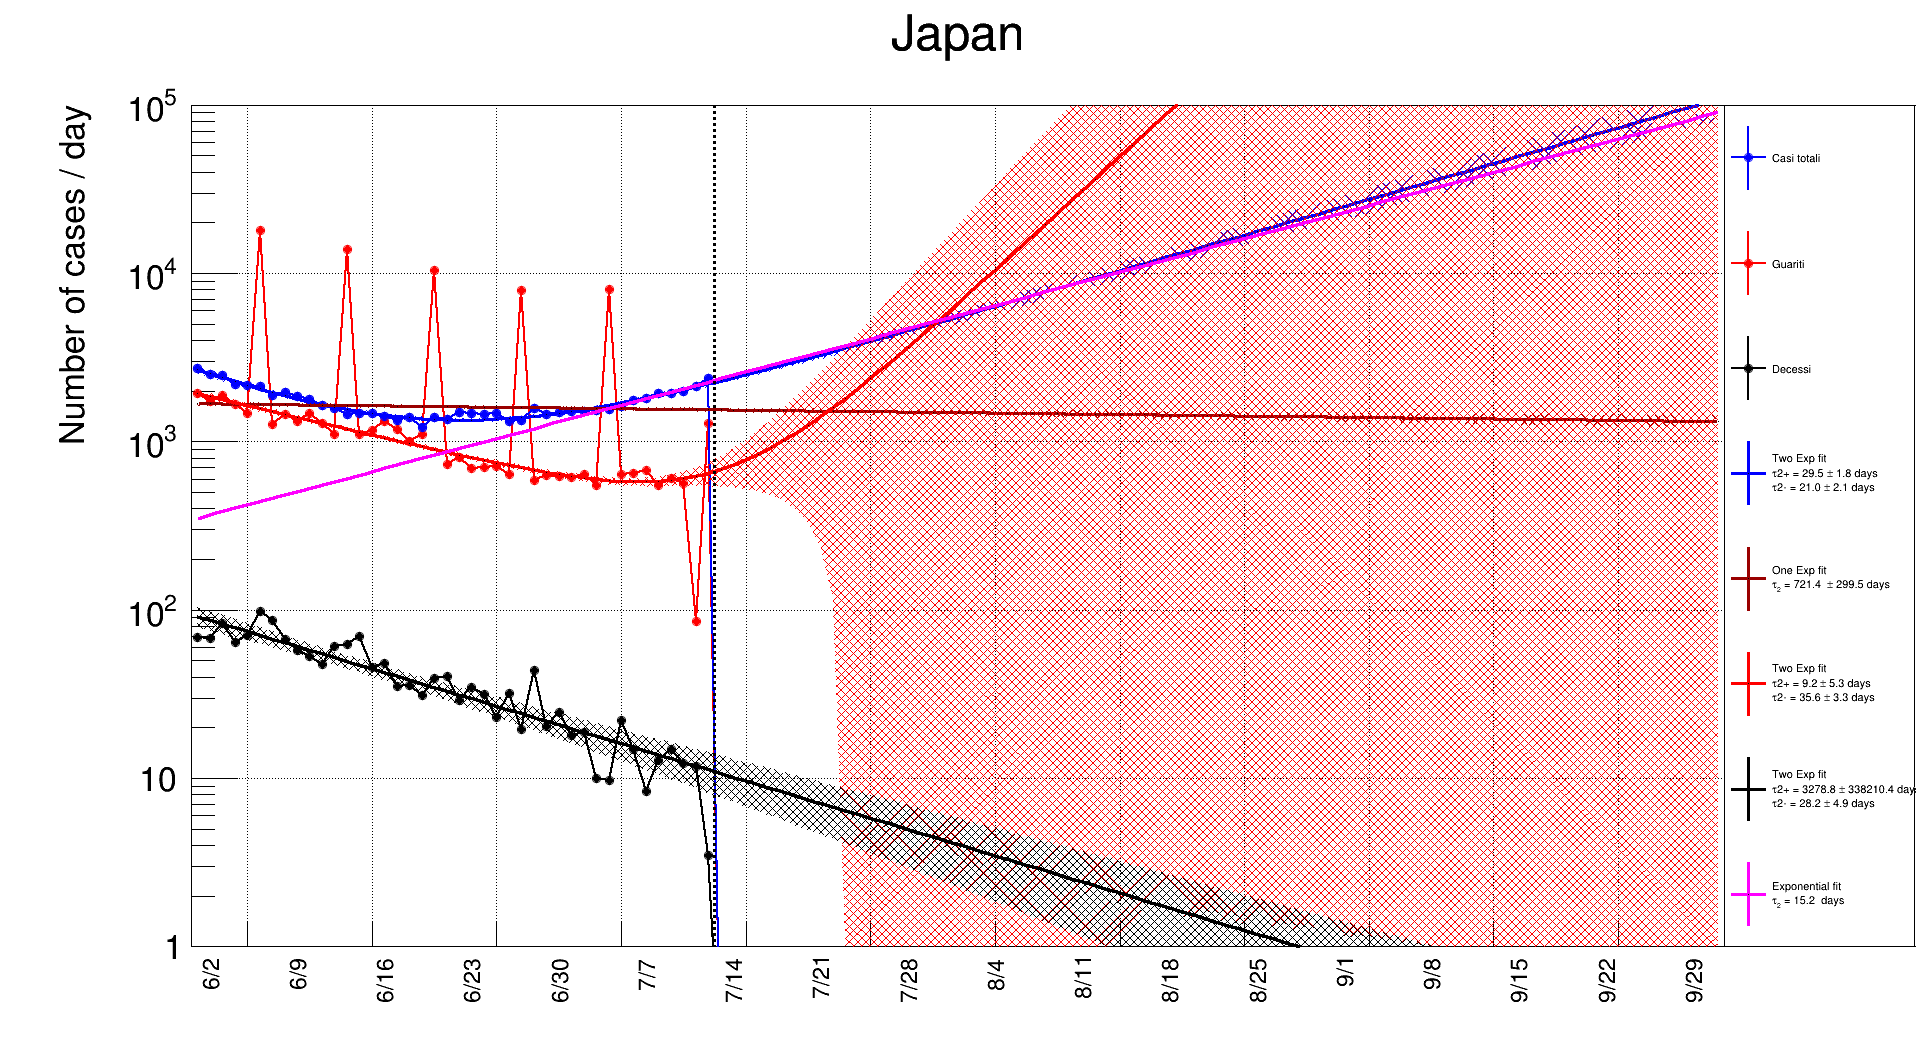 Japan
Number of cases / day
10^5
10^4
10^3
10^2
10
1
6/2
6/9
6/16
6/23
6/30
7/7
7/14
7/21
7/28
8/4
8/11
8/18
8/25
9/1
9/8
9/15
9/22
9/29
Casi totali
Guariti
Decessi
Two Exp fit
τ2+ = 29.5 ± 1.8 days
τ2- = 21.0 ± 2.1 days
One Exp fit
τ₂ = 721.4 ± 299.5 days
Two Exp fit
τ2+ = 9.2 ± 5.3 days
τ2- = 35.6 ± 3.3 days
Two Exp fit
τ2+ = 3278.8 ± 338210.4 day
τ2- = 28.2 ± 4.9 days
Exponential fit
τ₂ = 15.2 days